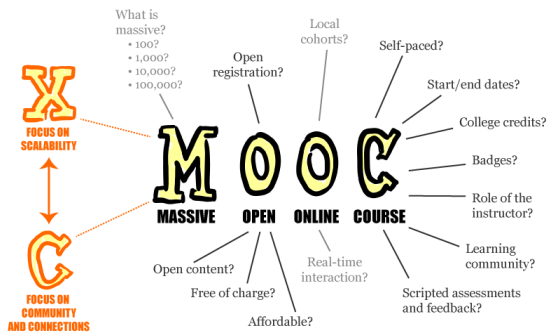 What is
massive?
• 100?
• 1,000?
• 10,000?
• 100,000?
Open
registration?
Local
cohorts?
Self-paced?
Start/end dates?
College credits?
Badges?
Role of the
instructor?
Learning
community?
Scripted assessments
and feedback?
X
FOCUS ON
SCALABILITY
C
FOCUS ON
COMMUNITY
AND CONNECTIONS
MOOC
MASSIVE OPEN ONLINE COURSE
Open content?
Free of charge?
Affordable?
Real-time
interaction?